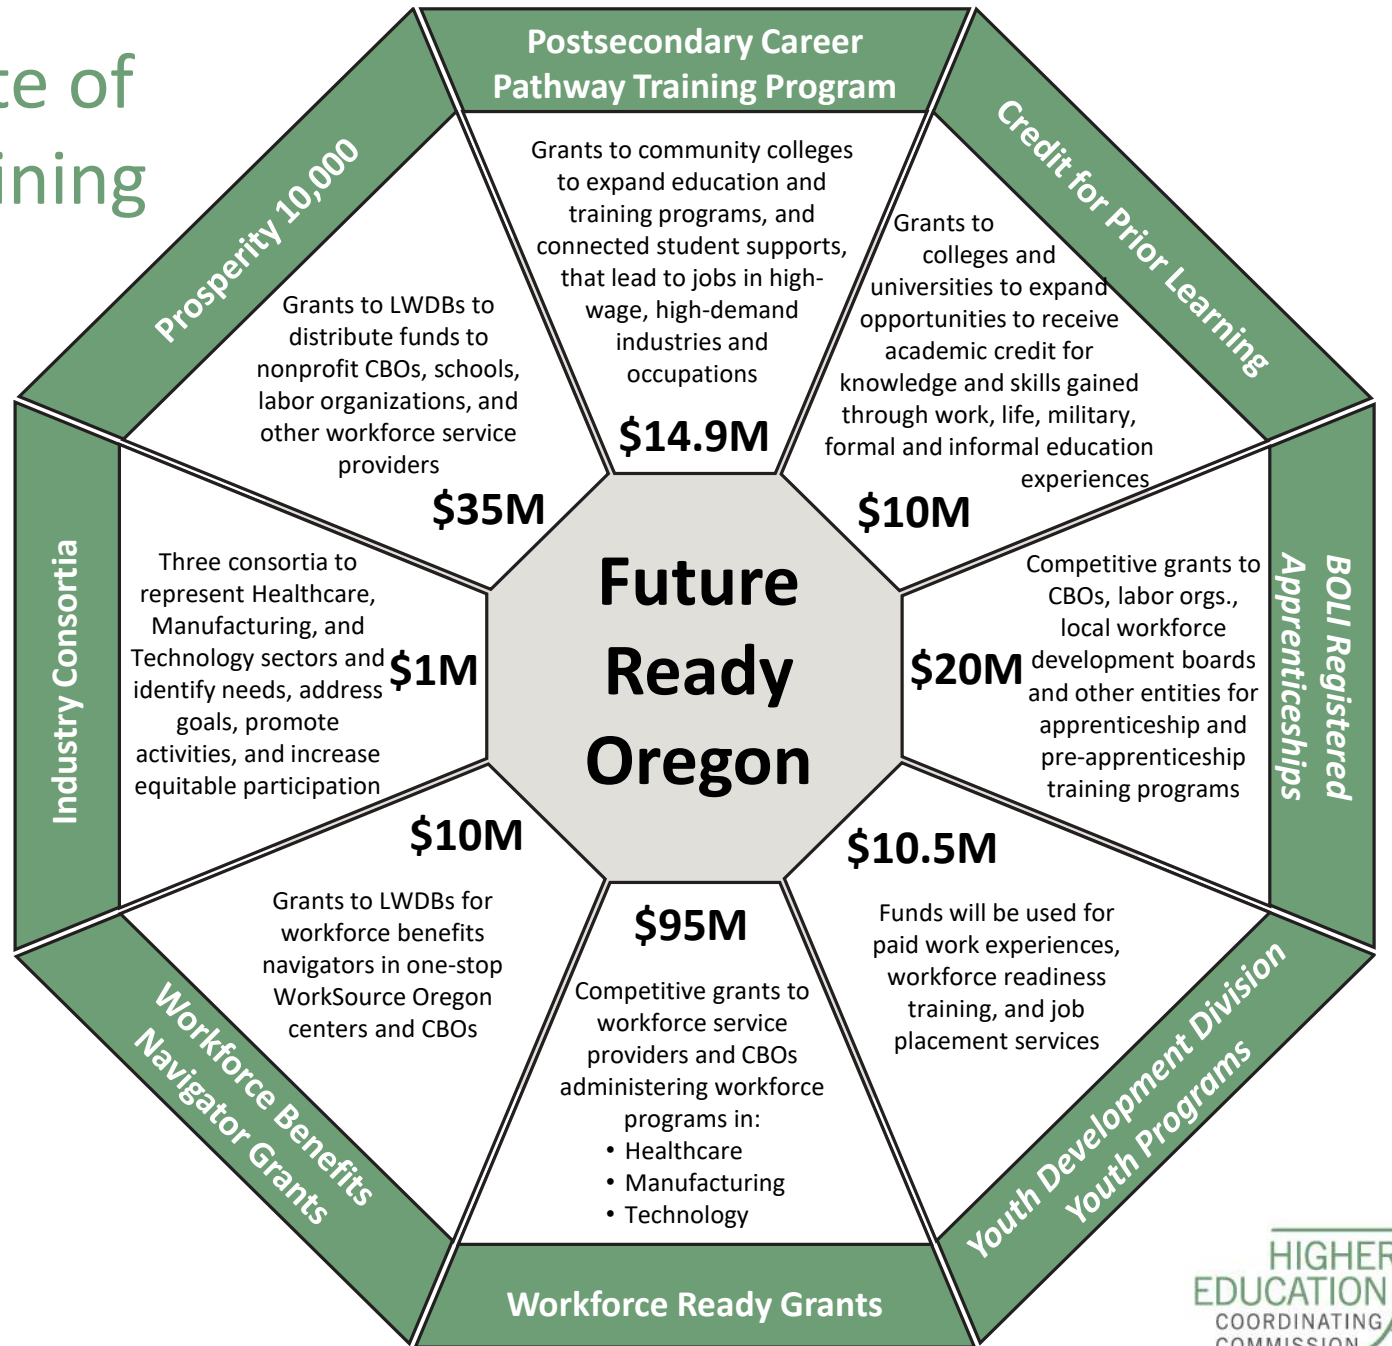 te of
ining
Postsecondary Career
Pathway Training Program
Grants to community colleges
to expand education and
training programs, and
connected student supports,
that lead to jobs in high-
wage, high-demand
industries and
occupations
$14.9M
Credit for Prior Learning
Grants to
colleges and
universities to expand
opportunities to receive
academic credit for
knowledge and skills gained
through work, life, military,
formal and informal education
experiences
$10M
BOLI Registered
Apprenticeships
Competitive grants to
CBOs, labor orgs.,
local workforce
development boards
and other entities for
apprenticeship and
pre-apprenticeship
training programs
$20M
Youth Development Division
Youth Programs
$10.5M
Funds will be used for
paid work experiences,
workforce readiness
training, and job
placement services
Workforce Ready Grants
$95M
Competitive grants to
workforce service
providers and CBOs
administering workforce
programs in:
• Healthcare
• Manufacturing
• Technology
Workforce Benefits
Navigator Grants
$10M
Grants to LWDBs for
workforce benefits
navigators in one-stop
WorkSource Oregon
centers and CBOs
Industry Consortia
Three consortia to
represent Healthcare,
Manufacturing, and
Technology sectors and
identify needs, address
goals, promote
activities, and increase
equitable participation
$1M
Prosperity 10,000
Grants to LWDBs to
distribute funds to
nonprofit CBOs, schools,
labor organizations, and
other workforce service
providers
$35M
Future
Ready
Oregon
HIGHER
EDUCATION
COORDINATING
COMMISSION